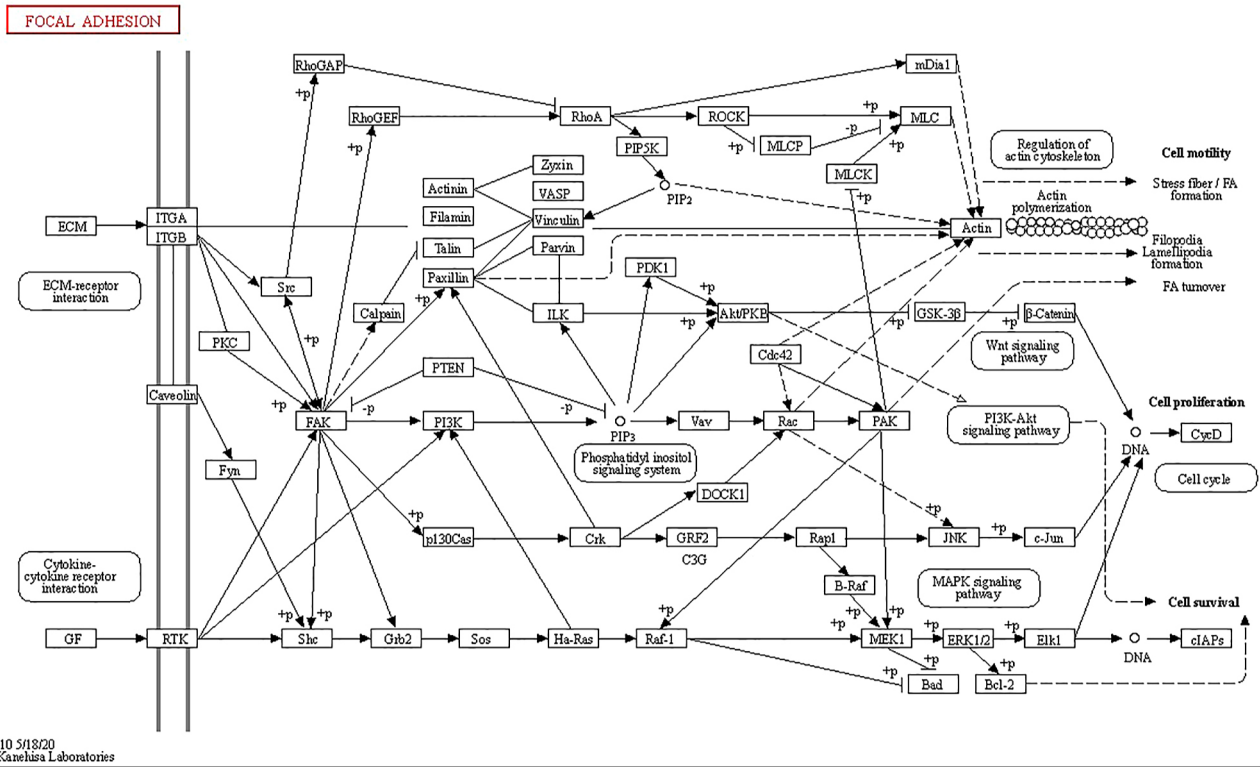 FOCAL ADHESION
RhoGAP
mDia1
+p
RhoGEF
RhoA
ROCK
+p
MLC
+p
-p
+p
MLCP
+p
PIP5K
MLCK
Regulation of
actin cytoskeleton
Cell motility
Zyxin
Actinin
VASP
PIP2
Stress fiber / FA
formation
Actin
polymerization
ITGA
ECM
ITGB
Filamin
Vinculin
Actin
Talin
Parvin
Filopodia
Lamellipodia
formation
Paxillin
PDK1
ECM-receptor
interaction
Src
+p
+p
FA turnover
Calpain
ILK
+p
Akt/PKB
+p
GSK-3β
+p
β-Catenin
PKC
+p
Cdc42
Wnt signaling
pathway
PTEN
Caveolin
+p
-p
-p
Cell proliferation
FAK
PI3K
PIP3
Vav
Rac
PAK
PI3K-Akt
signaling pathway
DNA
CycD
Phosphatidyl inositol
signaling system
Fyn
Cell cycle
DOCK1
+p
+p
+p
p130Cas
Crk
GRF2
C3G
Rap1
JNK
c-Jun
Cytokine-
cytokine receptor
interaction
B-Raf
MAPK signaling
pathway
Cell survival
+p
+p
+p
+p
+p
+p
+p
GF
RTK
Shc
Grb2
Sos
Ha-Ras
Raf-1
MEK1
ERK1/2
Elk1
DNA
cIAPs
+p
+p
+p
Bad
Bcl-2
10 5/18/20
Kanehisa Laboratories